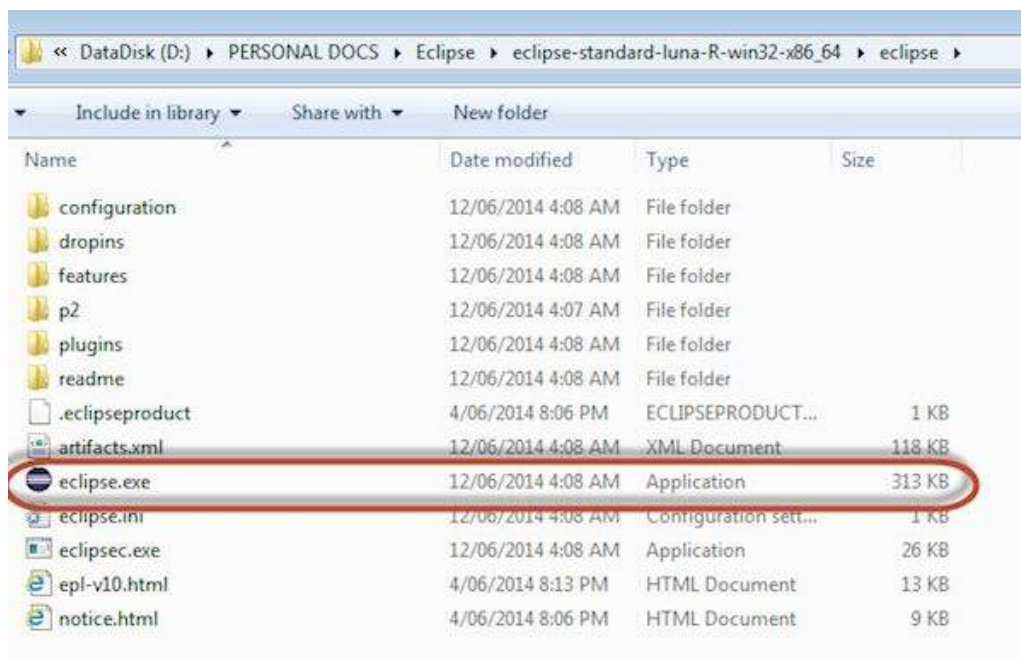 « DataDisk (D:) ▸ PERSONAL DOCS ▸ Eclipse ▸ eclipse-standard-luna-R-win32-x86_64 ▸ eclipse ▸
Include in library Share with New folder
Name Date modified Type Size
configuration 12/06/2014 4:08 AM File folder
dropins 12/06/2014 4:08 AM File folder
features 12/06/2014 4:08 AM File folder
p2 12/06/2014 4:07 AM File folder
plugins 12/06/2014 4:08 AM File folder
readme 12/06/2014 4:08 AM File folder
.eclipseproduct 4/06/2014 8:06 PM ECLIPSEPRODUCT... 1 KB
artifacts.xml 12/06/2014 4:08 AM XML Document 118 KB
eclipse.exe 12/06/2014 4:08 AM Application 313 KB
eclipse.ini 12/06/2014 4:08 AM Configuration sett... 1 KB
eclipsec.exe 12/06/2014 4:08 AM Application 26 KB
epl-v10.html 4/06/2014 8:13 PM HTML Document 13 KB
notice.html 4/06/2014 8:06 PM HTML Document 9 KB